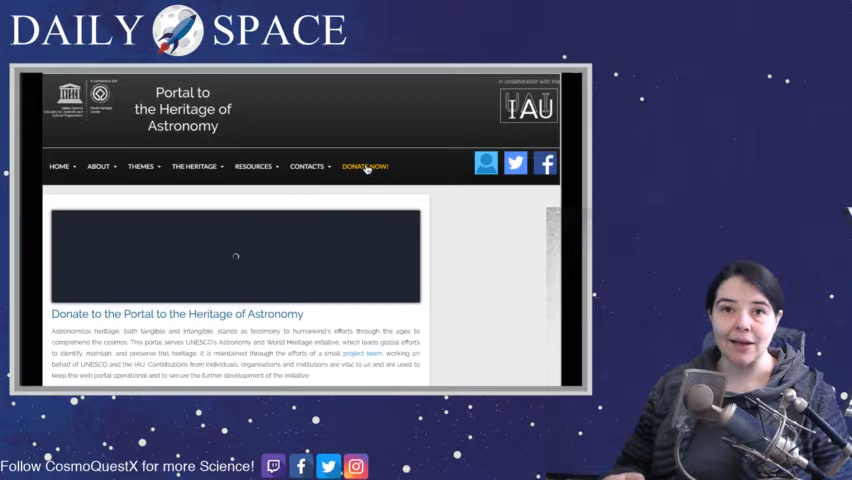 DAILY SPACE
Portal to
the Heritage of
Astronomy
in collaboration with the
IAU
HOME ABOUT THEMES THE HERITAGE RESOURCES CONTACTS DONATE NOW!
Donate to the Portal to the Heritage of Astronomy
Astronomical heritage, both tangible and intangible, stands as testimony to humankind's efforts through the ages to
comprehend the cosmos. This portal serves UNESCO's Astronomy and World Heritage Initiative, which leads global efforts
to identify, maintain, and preserve this heritage. It is maintained through the efforts of a small project team, working on
behalf of UNESCO and the IAU. Contributions from individuals, organisations and institutions are vital to us and are used to
keep the web portal operational and to secure the further development of the initiative.
Follow CosmoQuestX for more Science!